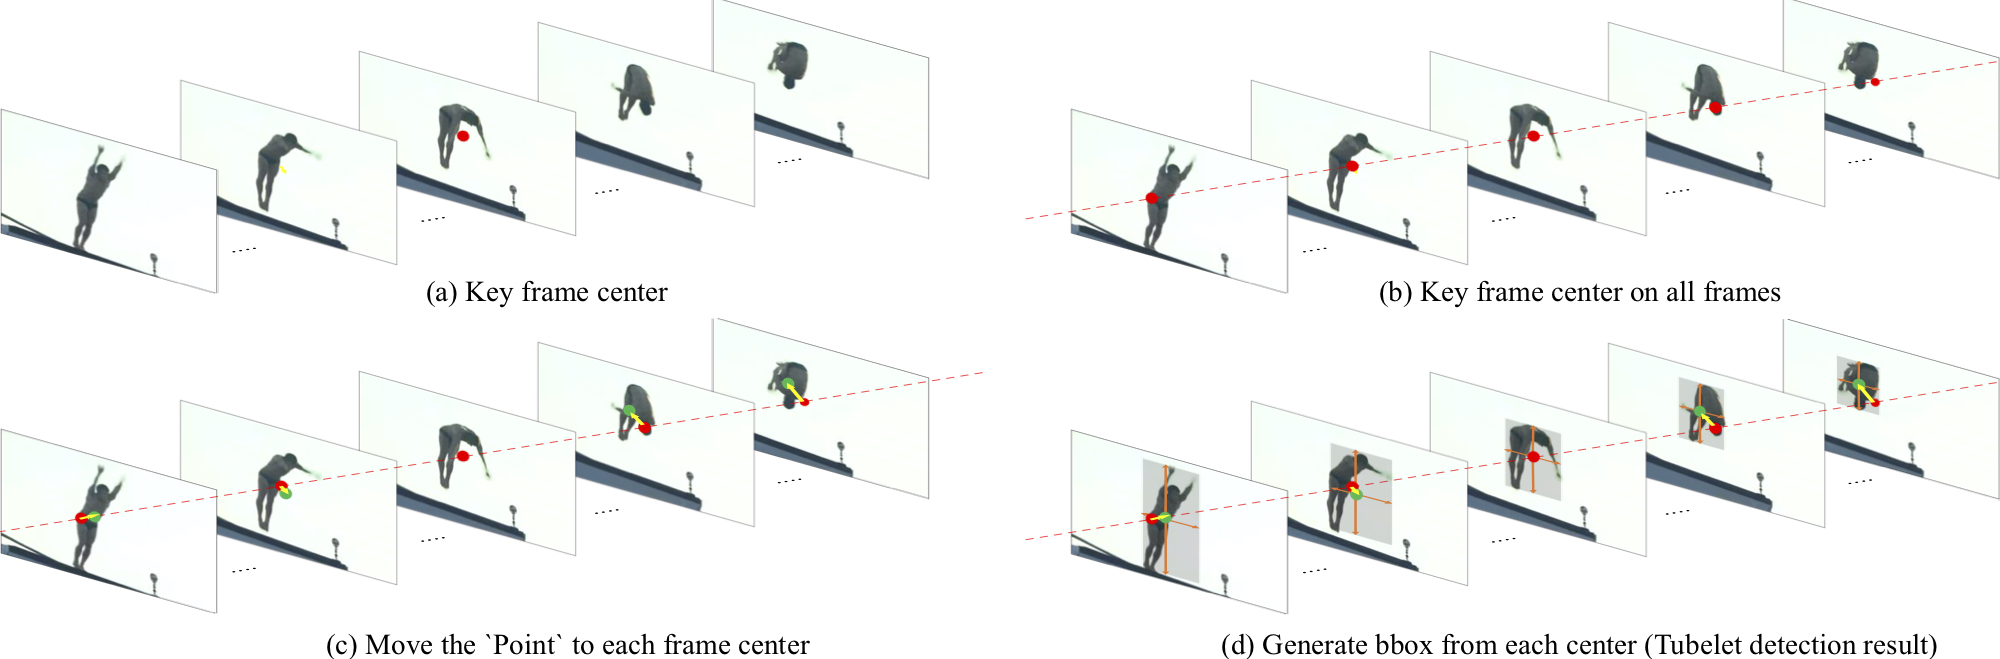 (a) Key frame center
(b) Key frame center on all frames
(c) Move the `Point` to each frame center
(d) Generate bbox from each center (Tubelet detection result)